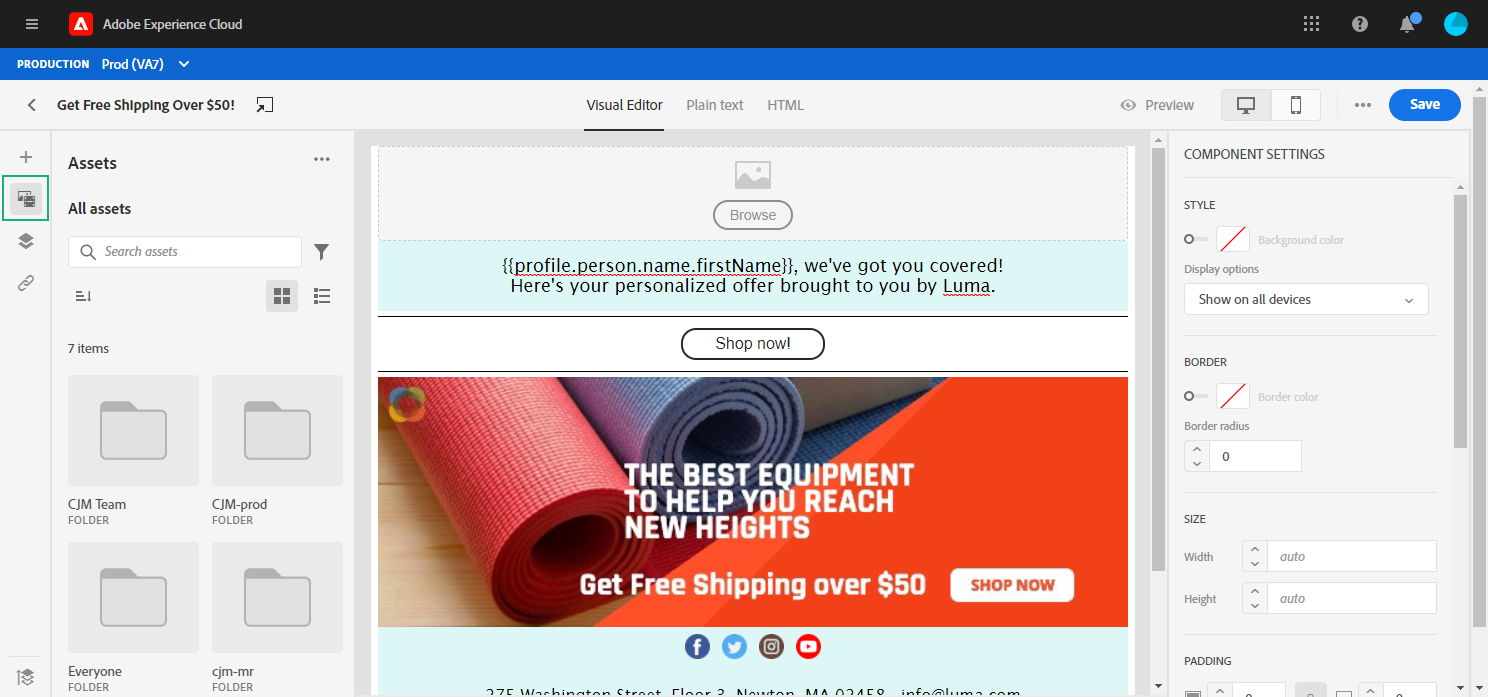 Adobe Experience Cloud
PRODUCTION Prod (VA7)
Get Free Shipping Over $50!
Visual Editor Plain text HTML
Preview
Save
Assets
All assets
Search assets
7 items
CJM Team
FOLDER
CJM-prod
FOLDER
Everyone
FOLDER
cjm-mr
FOLDER
Browse
{{profile.person.name.firstName}}, we've got you covered!
Here's your personalized offer brought to you by Luma.
Shop now!
THE BEST EQUIPMENT
TO HELP YOU REACH
NEW HEIGHTS
Get Free Shipping over $50 SHOP NOW
275 Washington Street, Floor 3, Newton, MA 02458 info@luma.com
COMPONENT SETTINGS
STYLE
Background color
Display options
Show on all devices
BORDER
Border color
Border radius
0
SIZE
Width auto
Height auto
PADDING
0 0 0